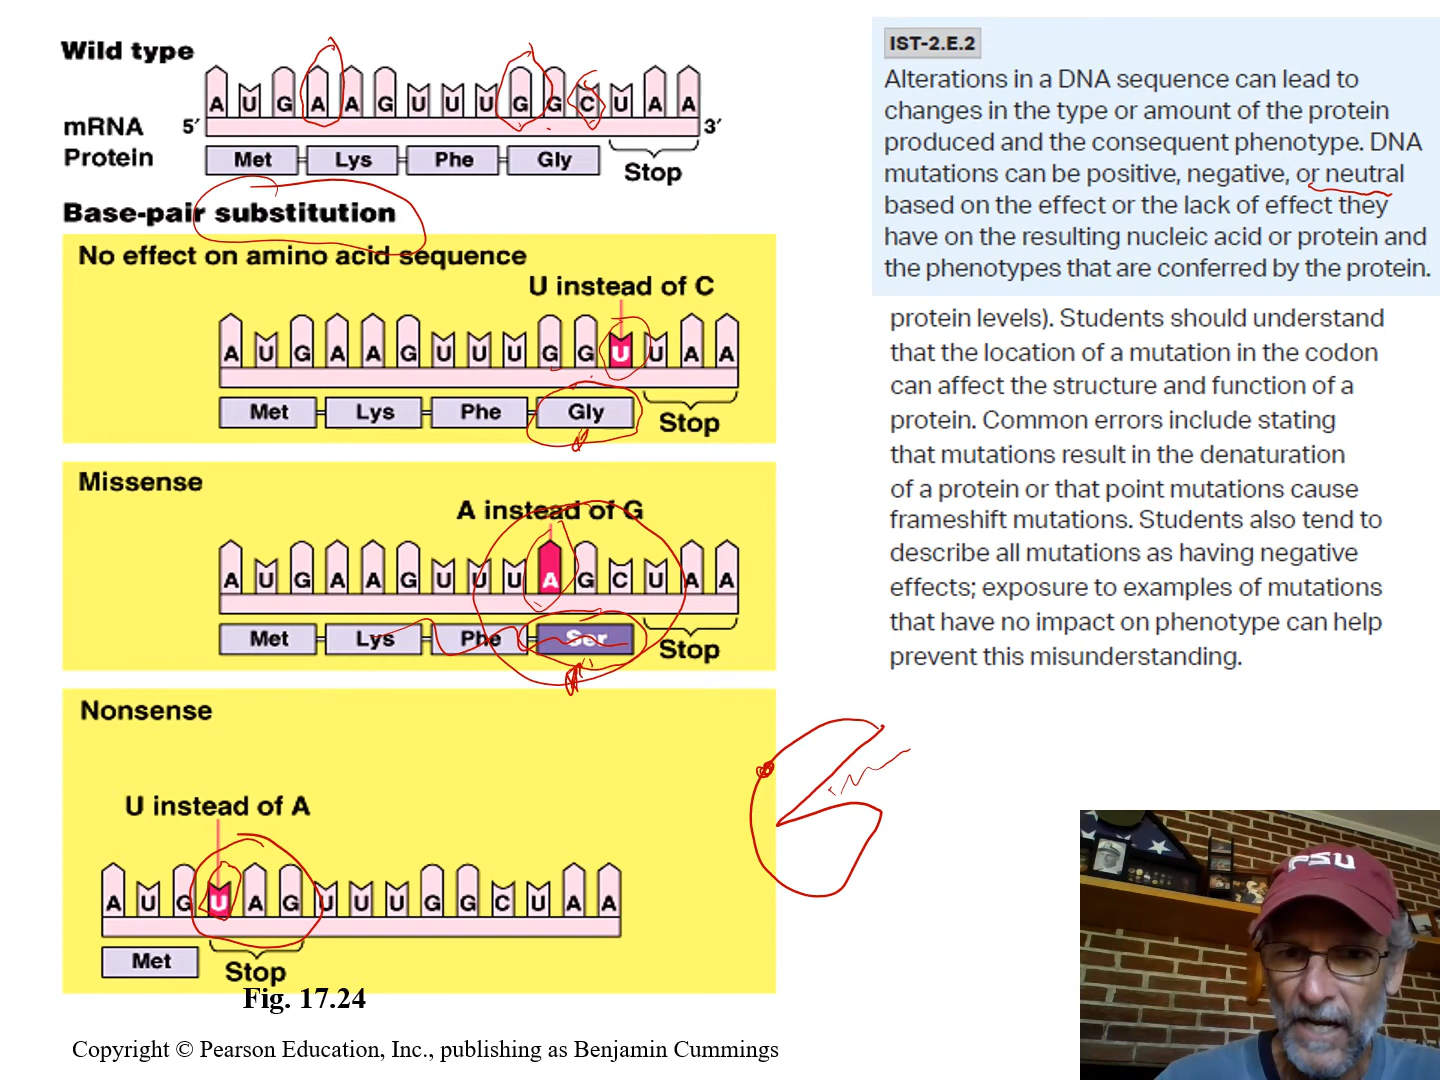 Wild type
A U G A A G U U U G G C U A A
mRNA 5′ 3′
Protein Met Lys Phe Gly Stop
Base-pair substitution
No effect on amino acid sequence
U instead of C
A U G A A G U U U G G U U A A
Met Lys Phe Gly Stop
Missense
A instead of G
A U G A A G U U U A G C U A A
Met Lys Phe Ser Stop
Nonsense
U instead of A
A U G U A G U U U G G C U A A
Met Stop
Fig. 17.24
Copyright © Pearson Education, Inc., publishing as Benjamin Cummings
IST-2.E.2
Alterations in a DNA sequence can lead to
changes in the type or amount of the protein
produced and the consequent phenotype. DNA
mutations can be positive, negative, or neutral
based on the effect or the lack of effect they
have on the resulting nucleic acid or protein and
the phenotypes that are conferred by the protein.
protein levels). Students should understand
that the location of a mutation in the codon
can affect the structure and function of a
protein. Common errors include stating
that mutations result in the denaturation
of a protein or that point mutations cause
frameshift mutations. Students also tend to
describe all mutations as having negative
effects; exposure to examples of mutations
that have no impact on phenotype can help
prevent this misunderstanding.
FSU